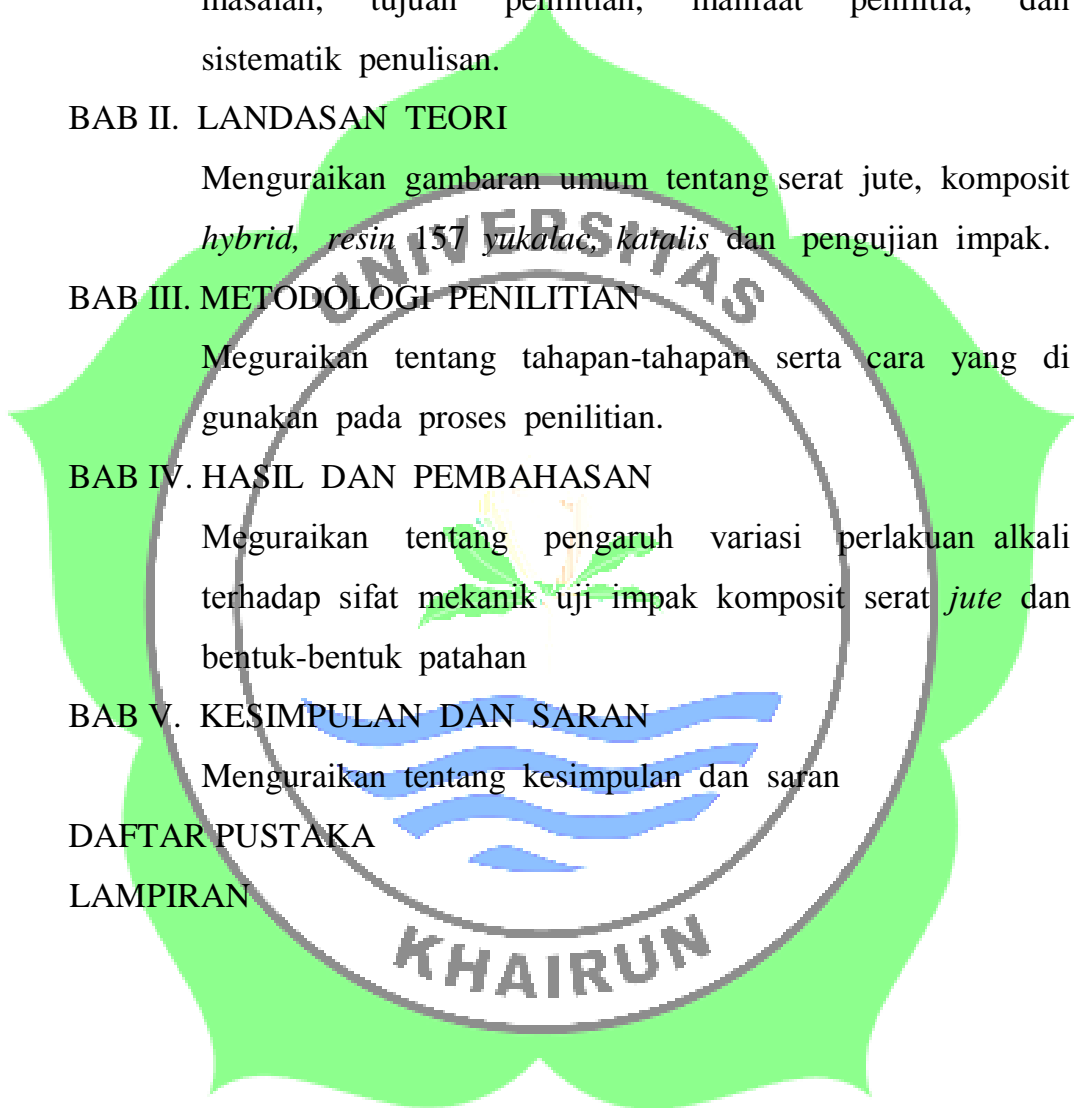 masalah, tujuan penilitian, manfaat penilitia, dan
sistematik penulisan.
BAB II. LANDASAN TEORI
Menguraikan gambaran umum tentang serat jute, komposit
hybrid, resin 157 yukalac, katalis dan pengujian impak.
BAB III. METODOLOGI PENILITIAN
Meguraikan tentang tahapan-tahapan serta cara yang di
gunakan pada proses penilitian.
BAB IV. HASIL DAN PEMBAHASAN
Meguraikan tentang pengaruh variasi perlakuan alkali
terhadap sifat mekanik uji impak komposit serat jute dan
bentuk-bentuk patahan
BAB V. KESIMPULAN DAN SARAN
Menguraikan tentang kesimpulan dan saran
DAFTAR PUSTAKA
LAMPIRAN
UNIVERSITAS
KHAIRUN